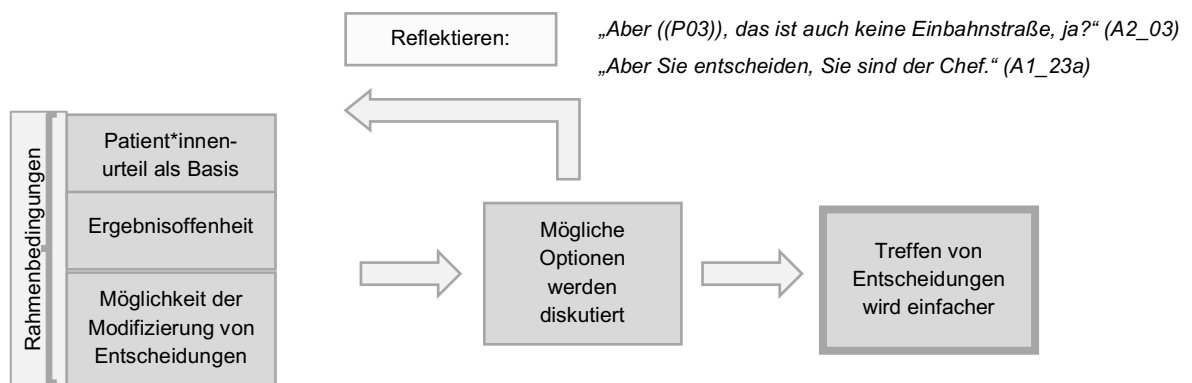 Reflektieren:
„Aber ((P03)), das ist auch keine Einbahnstraße, ja?“ (A2_03)
„Aber Sie entscheiden, Sie sind der Chef.“ (A1_23a)
Rahmenbedingungen
Patient*innen-
urteil als Basis
Ergebnisoffenheit
Möglichkeit der
Modifizierung von
Entscheidungen
Mögliche
Optionen
werden
diskutiert
Treffen von
Entscheidungen
wird einfacher